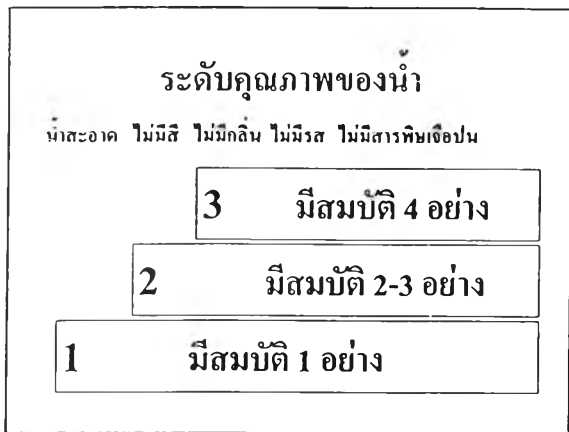 ระดับคุณภาพของน้ำ
น้ำสะอาด ไม่มีสี ไม่มีกลิ่น ไม่มีรส ไม่มีสารพิษเจือปน
3 มีสมบัติ 4 อย่าง
2 มีสมบัติ 2-3 อย่าง
1 มีสมบัติ 1 อย่าง